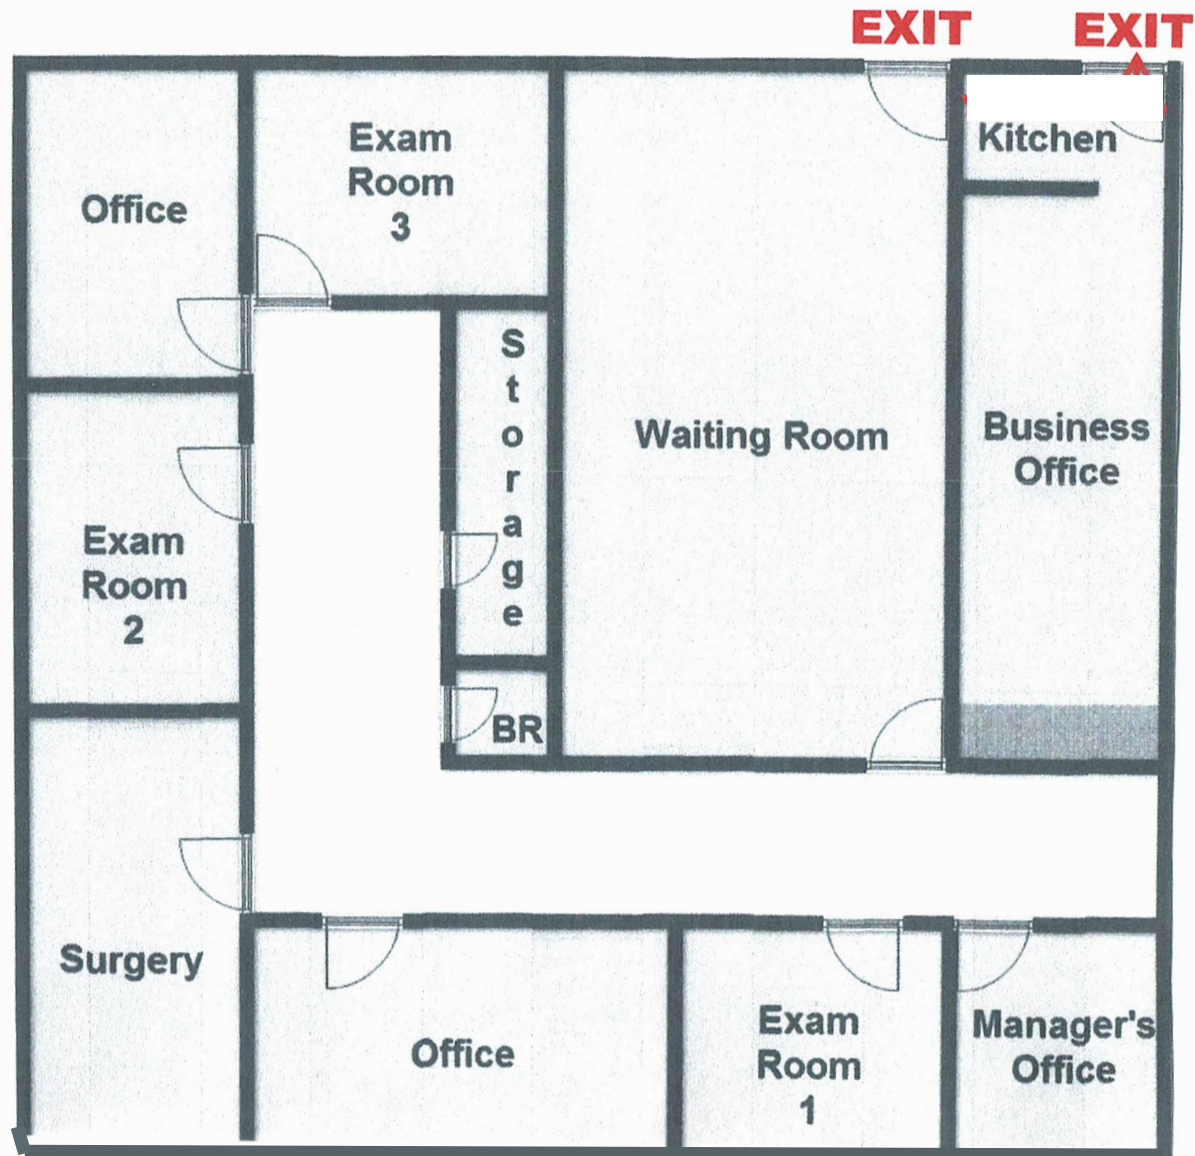 EXIT
EXIT
Exam
Room
3
Kitchen
Office
S
t
o
r
a
g
e
Waiting Room
Business
Office
Exam
Room
2
BR
Surgery
Office
Exam
Room
1
Manager's
Office